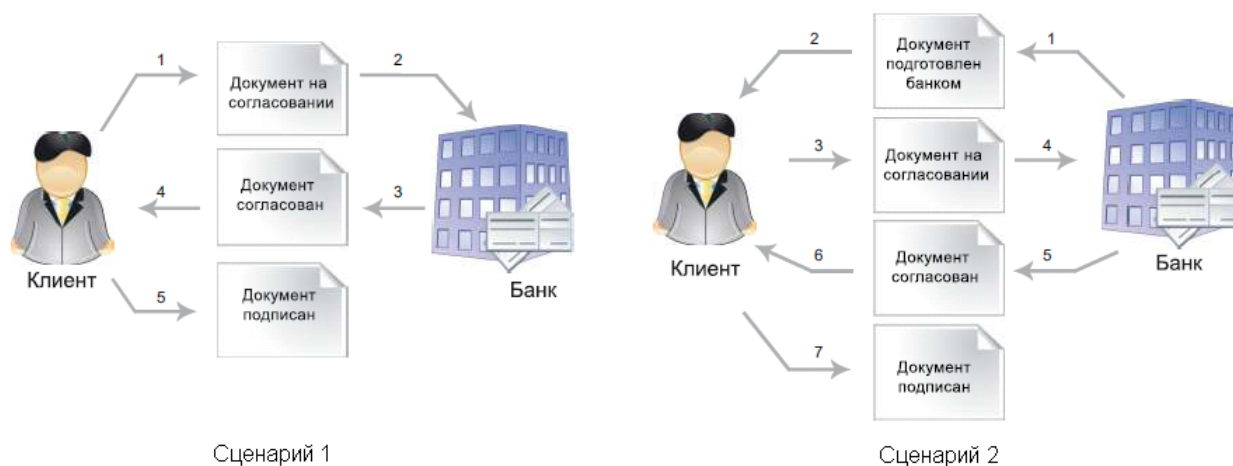 1
Документ на
согласовании
2
Клиент
4
Документ
согласован
3
Банк
5
Документ
подписан
Сценарий 1
2
Документ
подготовлен
банком
1
Клиент
3
Документ на
согласовании
4
Банк
6
Документ
согласован
5
7
Документ
подписан
Сценарий 2